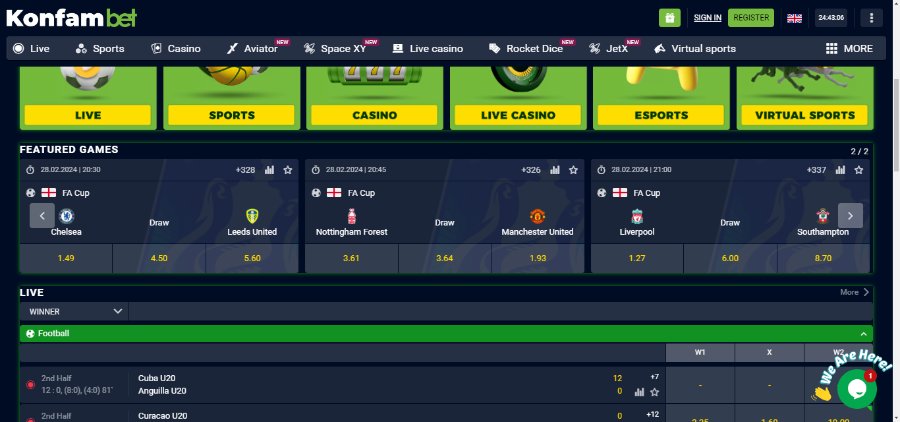 Konfambet
SIGN IN REGISTER 24:43:06
Live Sports Casino Aviator NEW Space XY NEW Live casino Rocket Dice NEW JetX NEW Virtual sports MORE
LIVE SPORTS CASINO LIVE CASINO ESPORTS VIRTUAL SPORTS
FEATURED GAMES 2 / 2
28.02.2024 | 20:30 +328 28.02.2024 | 20:45 +326 28.02.2024 | 21:00 +337
FA Cup FA Cup FA Cup
Chelsea Draw Leeds United Nottingham Forest Draw Manchester United Liverpool Draw Southampton
1.49 4.50 5.60 3.61 3.64 1.93 1.27 6.00 8.70
LIVE More
WINNER
Football
W1 X W2
We Are Here!
1
2nd Half Cuba U20 12 +7 - -
12 : 0, (8:0), (4:0) 81' Anguilla U20 0
2nd Half Curacao U20 0 +12